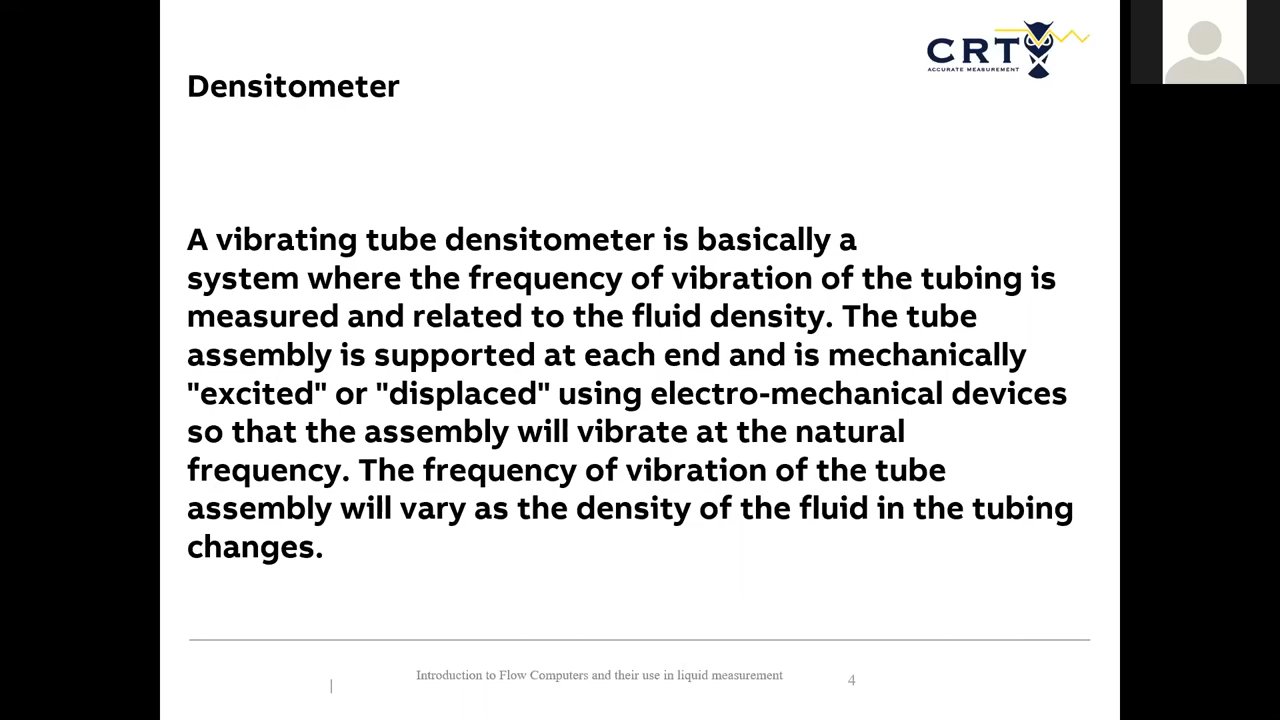 CRT
ACCURATE MEASUREMENT
Densitometer
A vibrating tube densitometer is basically a
system where the frequency of vibration of the tubing is
measured and related to the fluid density. The tube
assembly is supported at each end and is mechanically
"excited" or "displaced" using electro-mechanical devices
so that the assembly will vibrate at the natural
frequency. The frequency of vibration of the tube
assembly will vary as the density of the fluid in the tubing
changes.
Introduction to Flow Computers and their use in liquid measurement
|
4